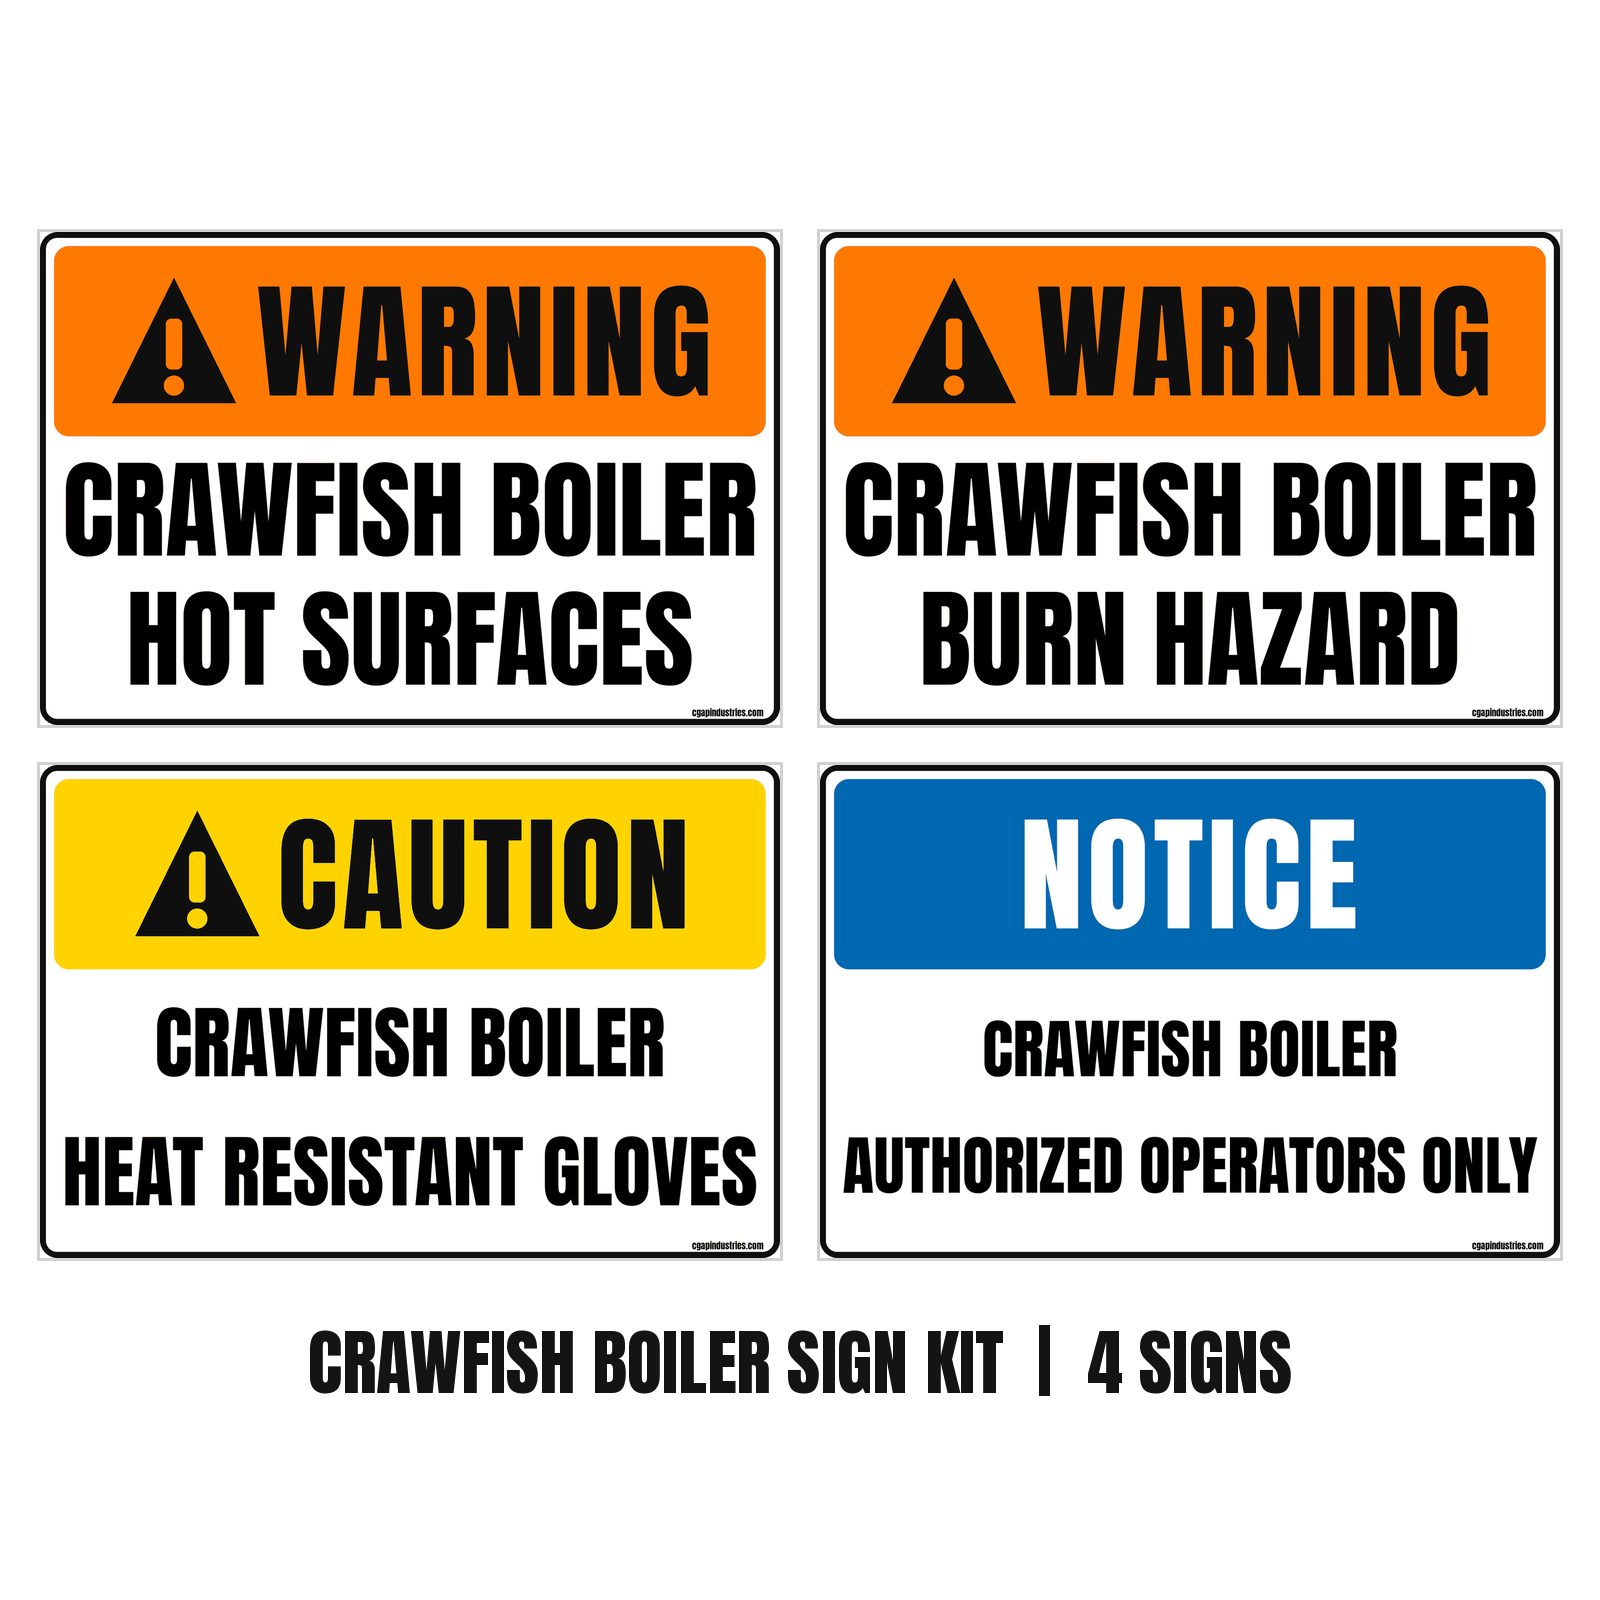 WARNING
CRAWFISH BOILER
HOT SURFACES
cgapindustries.com
WARNING
CRAWFISH BOILER
BURN HAZARD
cgapindustries.com
CAUTION
CRAWFISH BOILER
HEAT RESISTANT GLOVES
cgapindustries.com
NOTICE
CRAWFISH BOILER
AUTHORIZED OPERATORS ONLY
cgapindustries.com
CRAWFISH BOILER SIGN KIT | 4 SIGNS